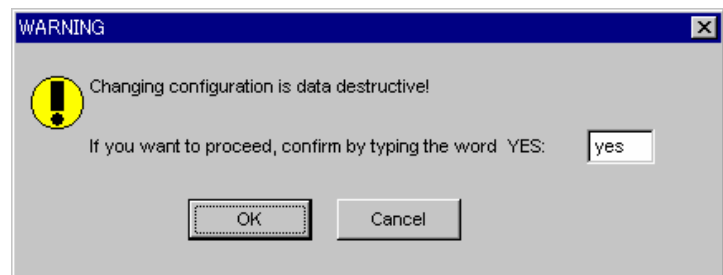 WARNING
Changing configuration is data destructive!
If you want to proceed, confirm by typing the word YES: yes
OK Cancel